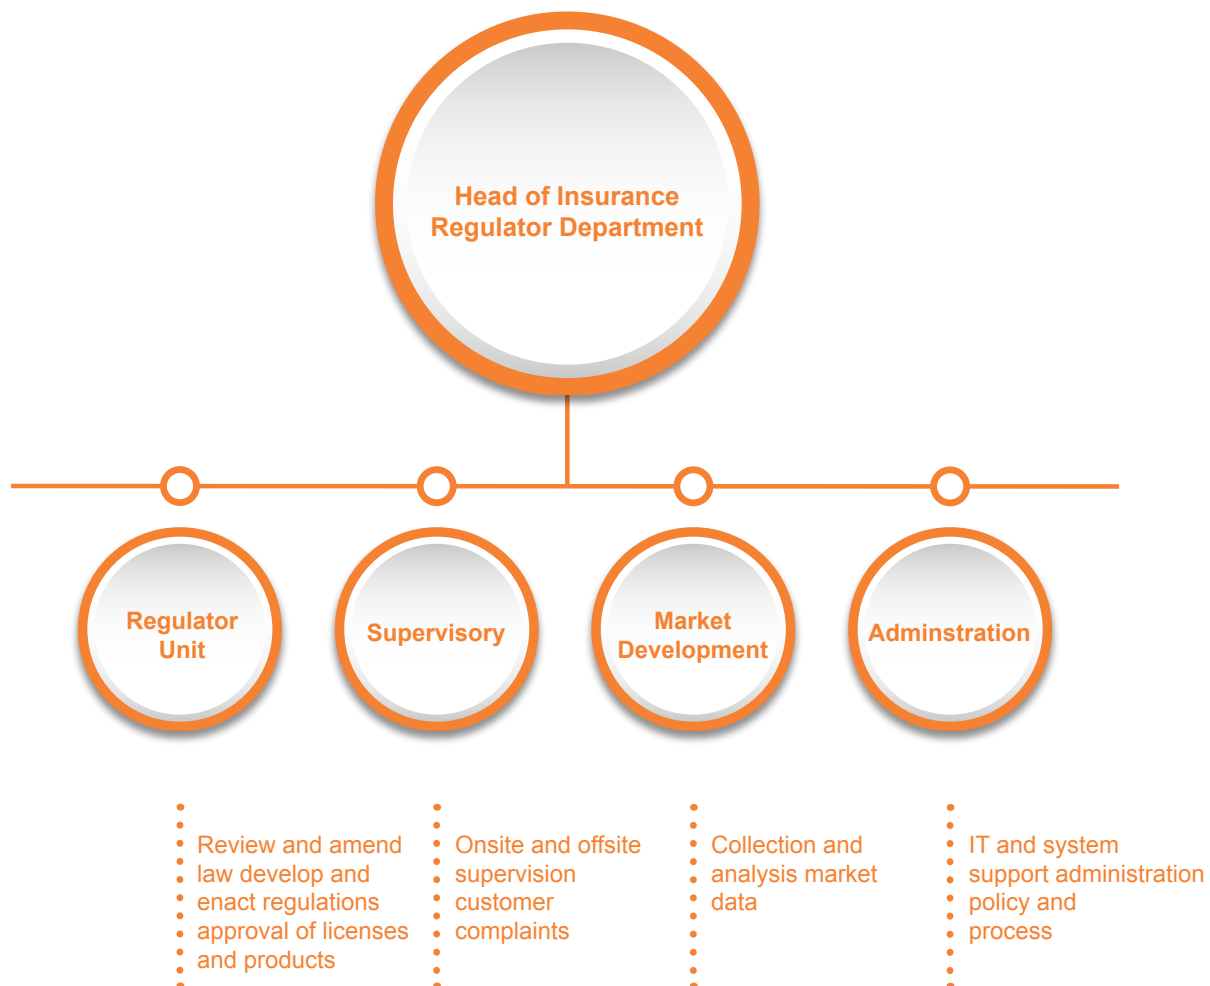 Head of Insurance
Regulator Department
Regulator
Unit
Supervisory
Market
Development
Adminstration
Review and amend
law develop and
enact regulations
approval of licenses
and products
Onsite and offsite
supervision
customer
complaints
Collection and
analysis market
data
IT and system
support administration
policy and
process